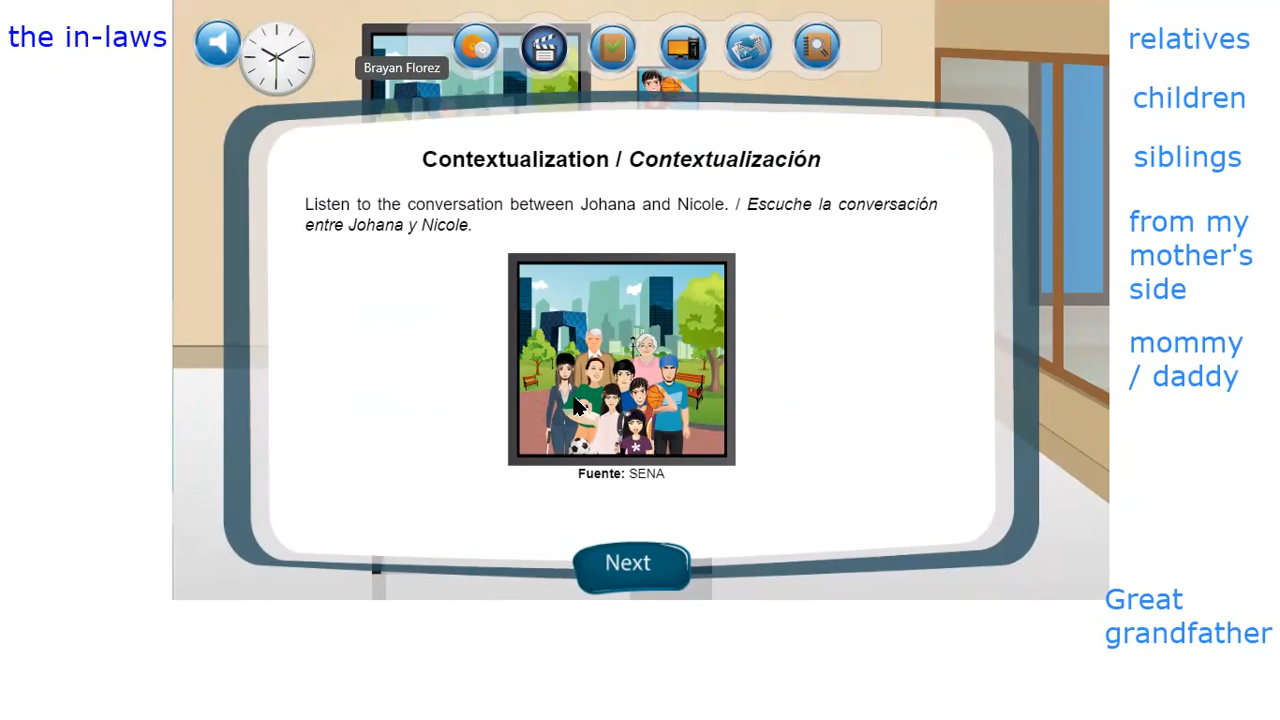 the in-laws
Brayan Florez
Contextualization / Contextualización
Listen to the conversation between Johana and Nicole. / Escuche la conversación
entre Johana y Nicole.
Fuente: SENA
Next
relatives
children
siblings
from my
mother's
side
mommy
/ daddy
Great
grandfather